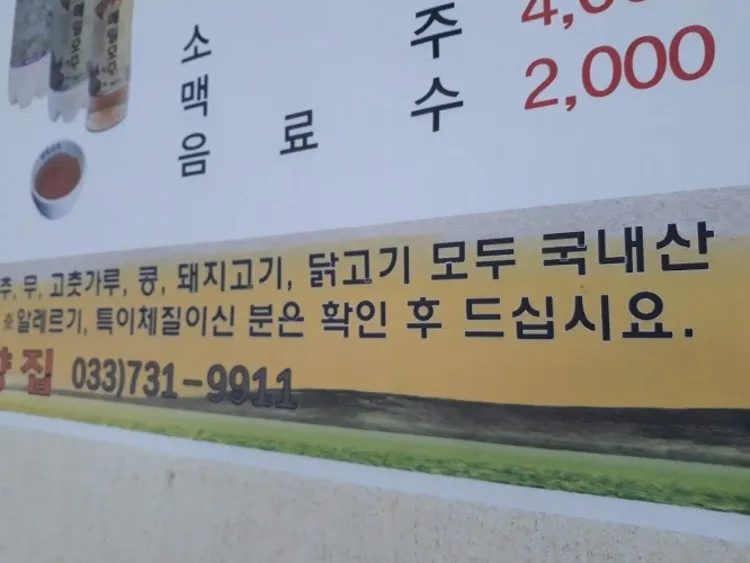 소 주 4,0
맥 수 2,000
음 료
추, 무, 고춧가루, 콩, 돼지고기, 닭고기 모두 국내산
※알레르기, 특이체질이신 분은 확인 후 드십시요.
향집 033)731-9911